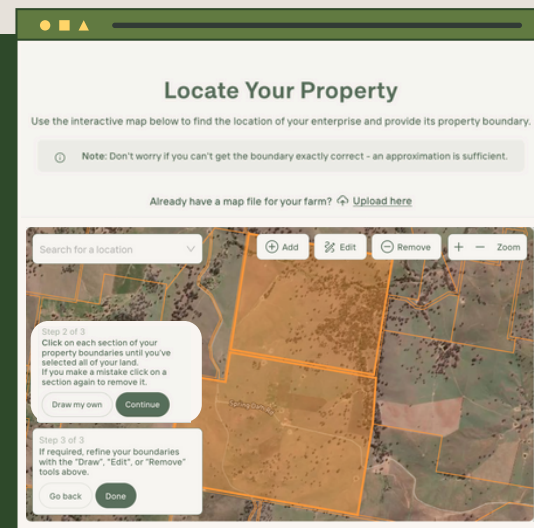 Locate Your Property
Use the interactive map below to find the location of your enterprise and provide its property boundary.
Note: Don't worry if you can't get the boundary exactly correct - an approximation is sufficient.
Already have a map file for your farm? Upload here
Search for a location
Add
Edit
Remove
Zoom
Step 2 of 3
Click on each section of your
property boundaries until you've
selected all of your land.
If you make a mistake click on a
section again to remove it.
Draw my own
Continue
Step 3 of 3
If required, refine your boundaries
with the "Draw", "Edit", or "Remove"
tools above.
Go back
Done